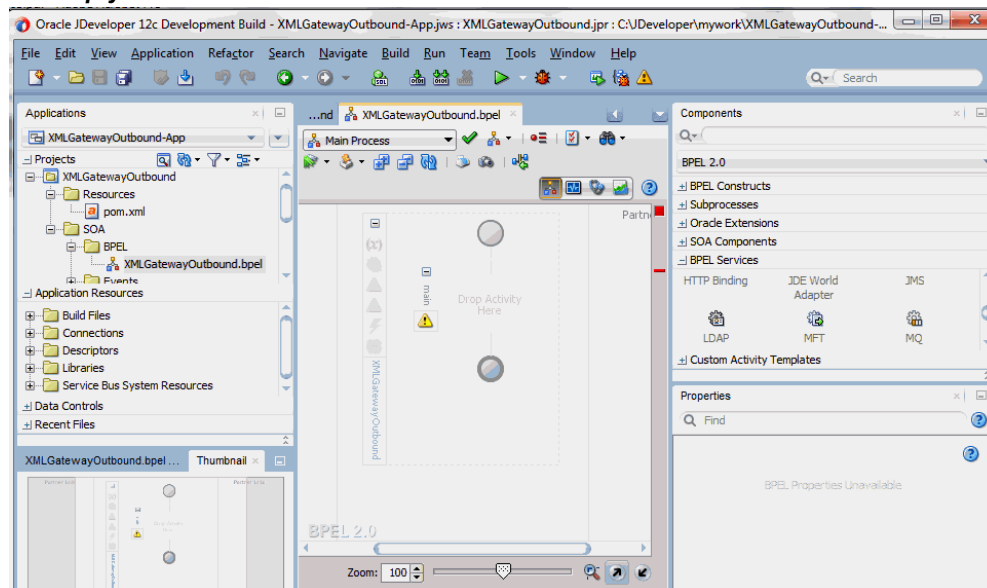 Oracle JDeveloper 12c Development Build - XMLGatewayOutbound-App.jws : XMLGatewayOutbound.jpr : C:\JDeveloper\mywork\XMLGatewayOutbound-...
File Edit View Application Refactor Search Navigate Build Run Team Tools Window Help
Search
Applications
XMLGatewayOutbound-App
Projects
XMLGatewayOutbound
Resources
pom.xml
SOA
BPEL
XMLGatewayOutbound.bpel
Events
Application Resources
Build Files
Connections
Descriptors
Libraries
Service Bus System Resources
Data Controls
Recent Files
XMLGatewayOutbound.bpel ... Thumbnail
...nd XMLGatewayOutbound.bpel
Main Process
Partn
main
Drop Activity
Here
XMLGatewayOutbound
BPEL 2.0
Zoom: 100
Components
BPEL 2.0
BPEL Constructs
Subprocesses
Oracle Extensions
SOA Components
BPEL Services
HTTP Binding JDE World JMS
Adapter
LDAP MFT MQ
Custom Activity Templates
Properties
Find
BPEL Properties Unavailable